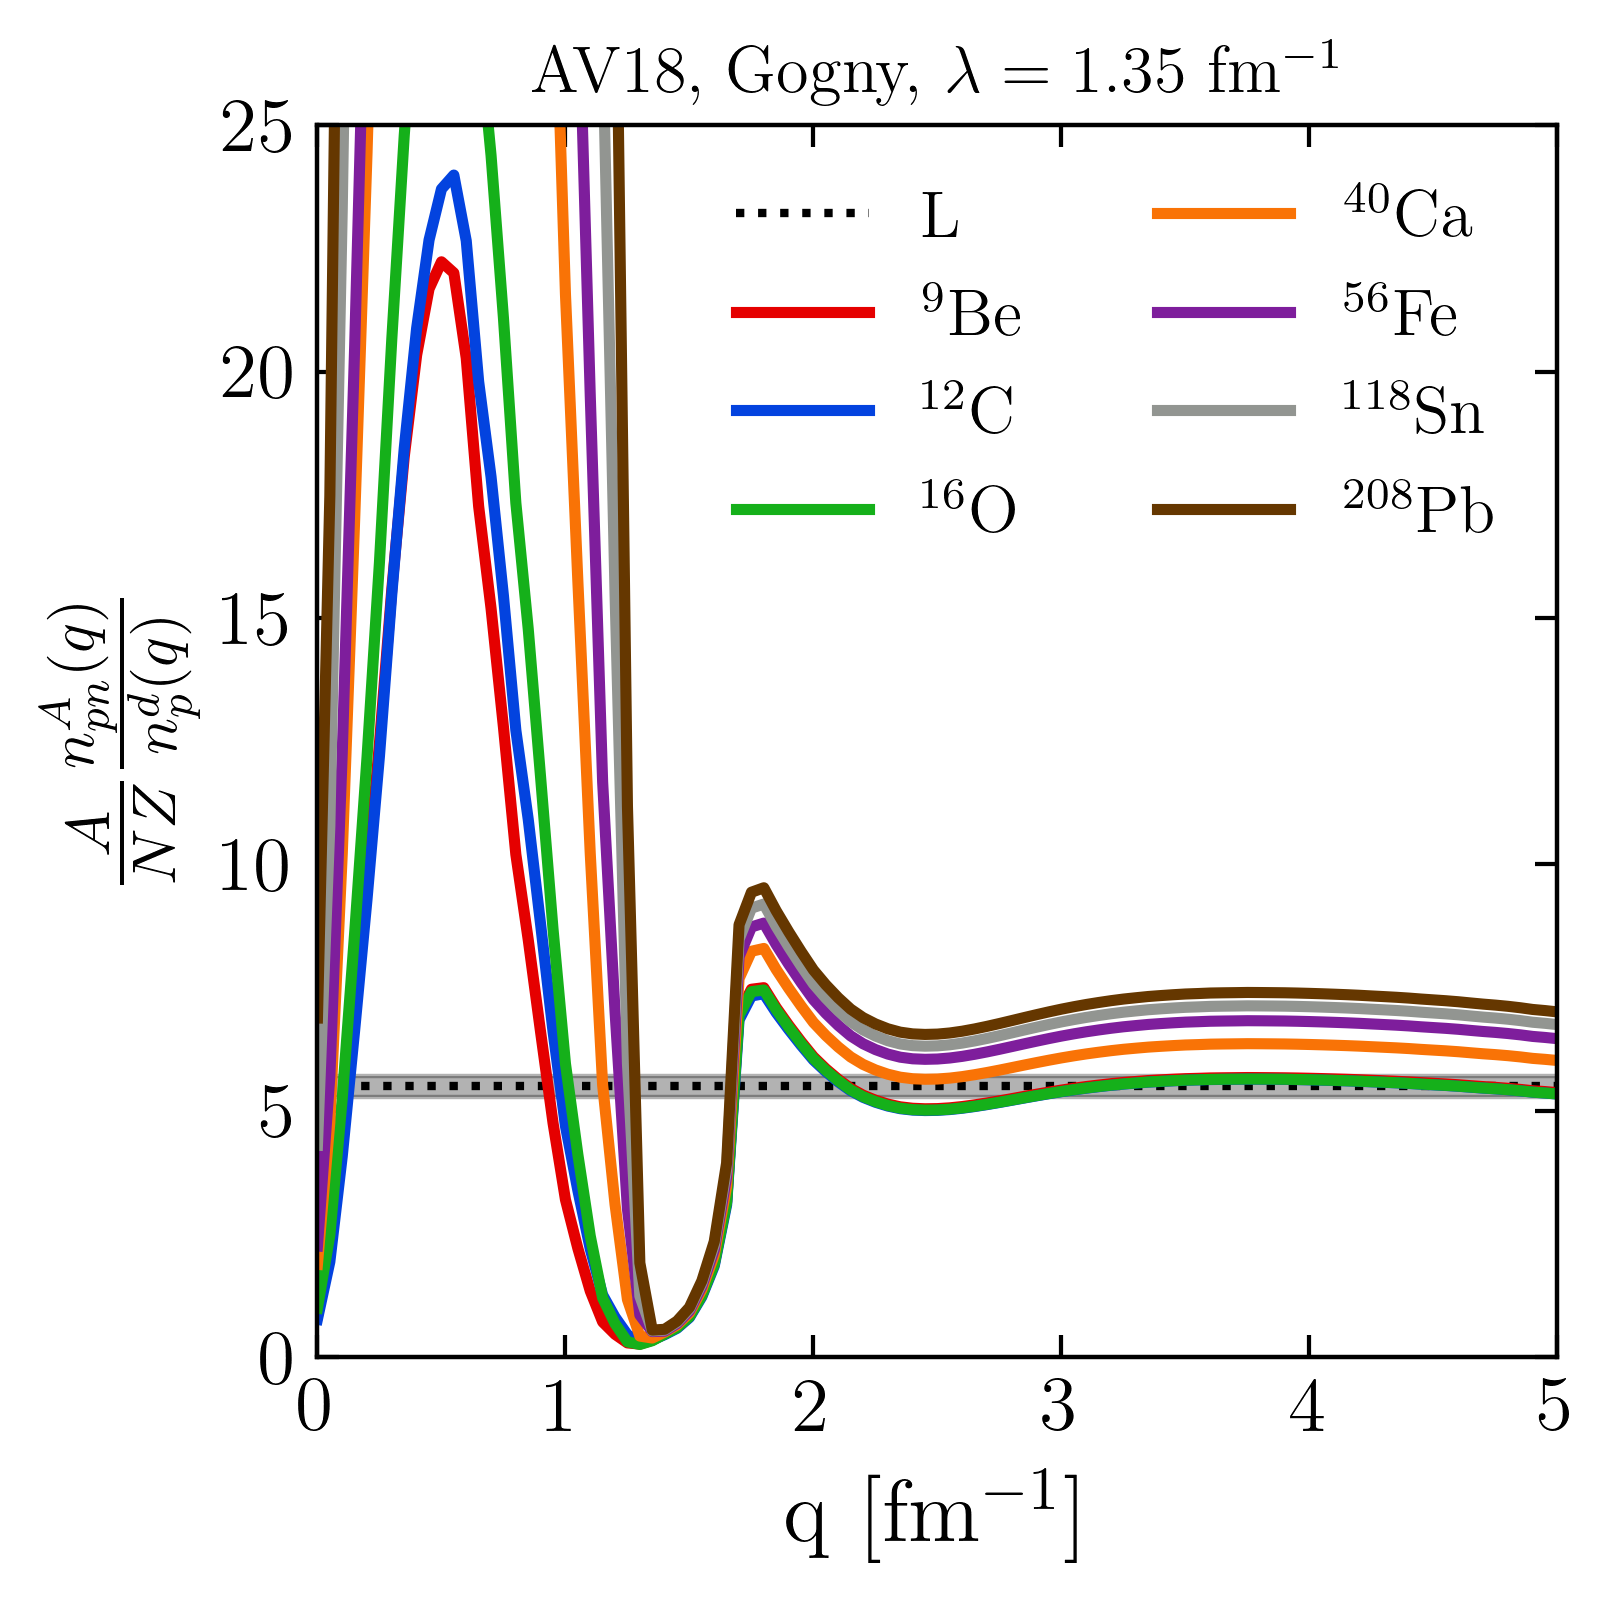 AV18, Gogny, λ = 1.35 fm⁻¹
25
20
15
10
5
0
0 1 2 3 4 5
q [fm⁻¹]
A/NZ n^A_pn(q)/n^d_p(q)
L
⁹Be
¹²C
¹⁶O
⁴⁰Ca
⁵⁶Fe
¹¹⁸Sn
²⁰⁸Pb